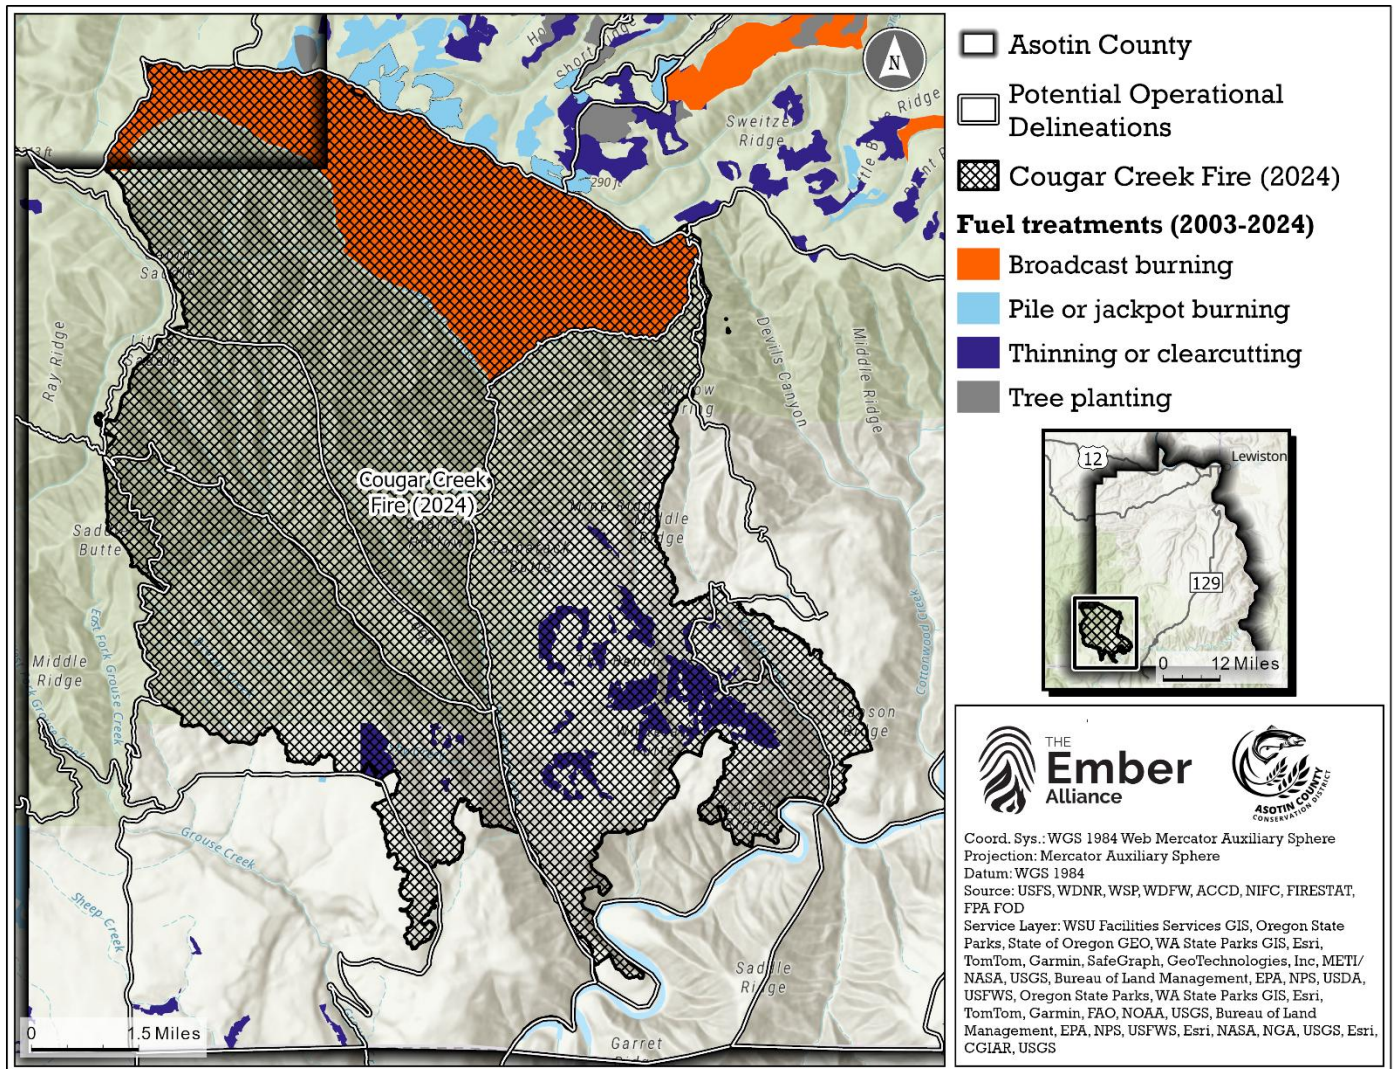 Asotin County
Potential Operational
Delineations
Cougar Creek Fire (2024)
Fuel treatments (2003-2024)
Broadcast burning
Pile or jackpot burning
Thinning or clearcutting
Tree planting
N
Sweitze
Ridge
290 ft
Ridge
Ray Ridge
Devils Canyon
Middle Ridge
Spring
Cougar Creek
Fire (2024)
Middle
Ridge
Saddle
Butte
East Fork Grouse Creek
Middle
Ridge
Cottonwood Creek
Grouse Creek
Sheep Creek
Saddle
Ridge
Garret
0 1.5 Miles
12
Lewiston
129
0 12 Miles
THE
Ember
Alliance
ASOTIN COUNTY
CONSERVATION DISTRICT
Coord. Sys.: WGS 1984 Web Mercator Auxiliary Sphere
Projection: Mercator Auxiliary Sphere
Datum: WGS 1984
Source: USFS, WDNR, WSP, WDFW, ACCD, NIFC, FIRESTAT,
FPA FOD
Service Layer: WSU Facilities Services GIS, Oregon State
Parks, State of Oregon GEO, WA State Parks GIS, Esri,
TomTom, Garmin, SafeGraph, GeoTechnologies, Inc, METI/
NASA, USGS, Bureau of Land Management, EPA, NPS, USDA,
USFWS, Oregon State Parks, WA State Parks GIS, Esri,
TomTom, Garmin, FAO, NOAA, USGS, Bureau of Land
Management, EPA, NPS, USFWS, Esri, NASA, NGA, USGS, Esri,
CGIAR, USGS